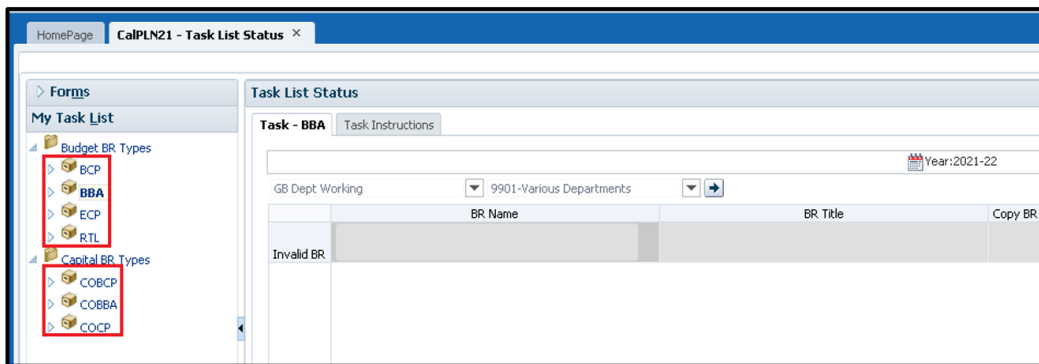 HomePage CalPLN21 - Task List Status ×
Forms
My Task List
Budget BR Types
BCP
BBA
ECP
RTL
Capital BR Types
COBCP
COBBA
COCP
Task List Status
Task - BBA Task Instructions
Year:2021-22
GB Dept Working 9901-Various Departments
BR Name BR Title Copy BR
Invalid BR